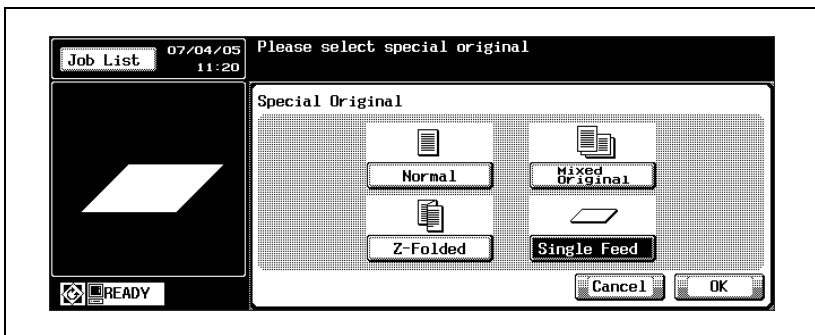 Job List
07/04/05
11:20
Please select special original
Special Original
Normal
Mixed
Original
Z-Folded
Single Feed
READY
Cancel
OK